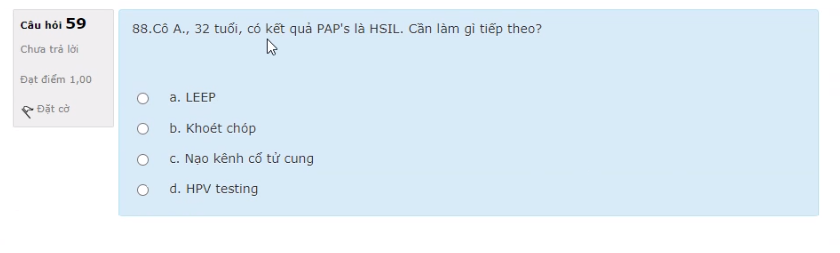 Câu hỏi 59
Chưa trả lời
Đạt điểm 1,00
Đặt cờ
88.Cô A., 32 tuổi, có kết quả PAP's là HSIL. Cần làm gì tiếp theo?
a. LEEP
b. Khoét chóp
c. Nạo kênh cổ tử cung
d. HPV testing